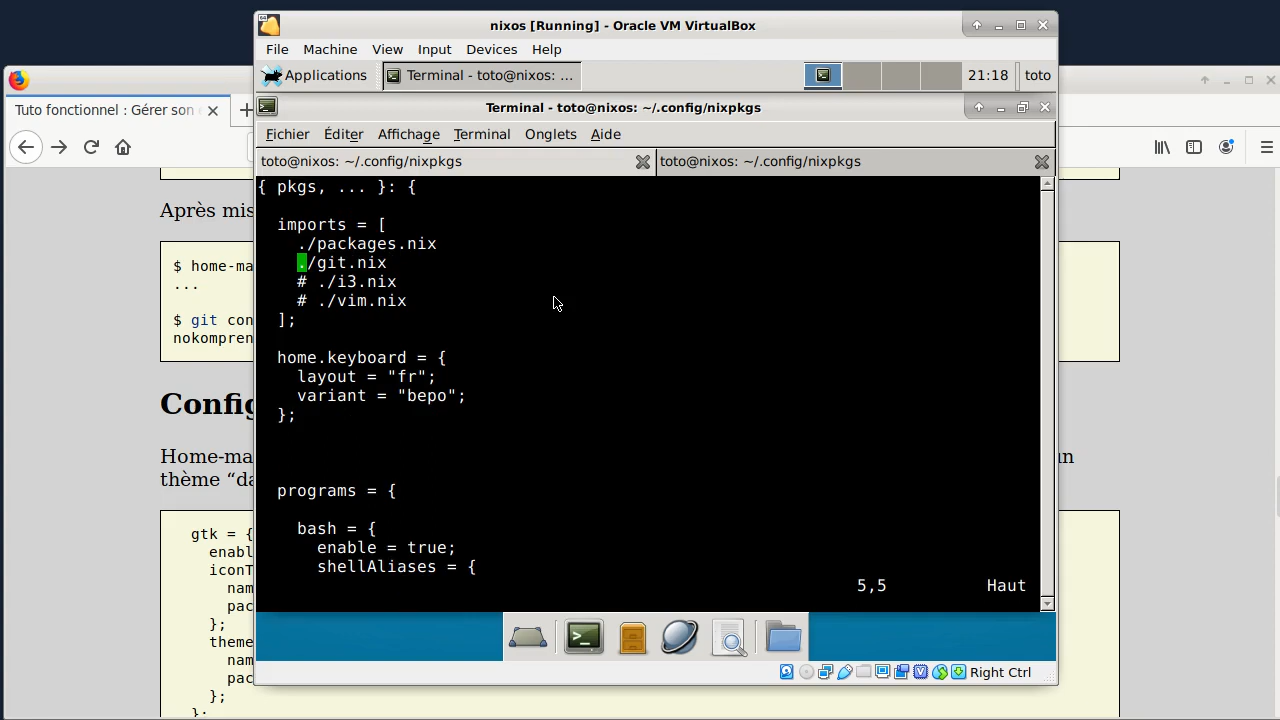 nixos [Running] - Oracle VM VirtualBox
File Machine View Input Devices Help
Applications Terminal - toto@nixos: ... 21:18 toto
Terminal - toto@nixos: ~/.config/nixpkgs
Fichier Éditer Affichage Terminal Onglets Aide
toto@nixos: ~/.config/nixpkgs toto@nixos: ~/.config/nixpkgs
{ pkgs, ... }: {
imports = [
./packages.nix
./git.nix
# ./i3.nix
# ./vim.nix
];
home.keyboard = {
layout = "fr";
variant = "bepo";
};
programs = {
bash = {
enable = true;
shellAliases = {
5,5 Haut
Right Ctrl
Tuto fonctionnel : Gérer son
Après mis
$ home-ma
...
$ git con
nokompren
Config
Home-ma
thème “da
gtk = {
enabl
iconT
nam
pac
};
theme
nam
pac
};
};